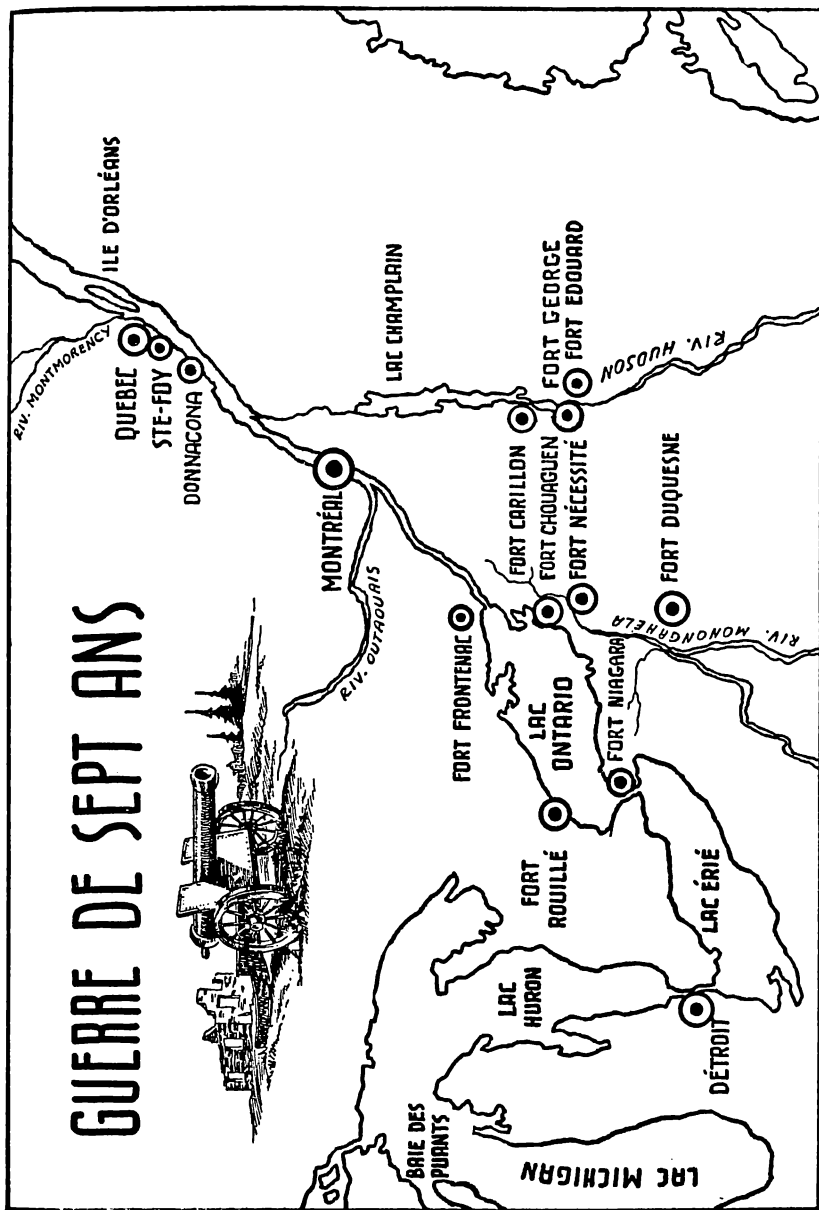 GUERRE DE SEPT ANS
RIV. MONTMORENCY
ILE D'ORLÉANS
QUÉBEC
STE-FOY
DONNACONA
MONTRÉAL
RIV. OUTAOUAIS
LAC CHAMPLAIN
FORT FRONTENAC
FORT CARILLON
FORT GEORGE
FORT CHOUAGUEN
FORT EDOUARD
FORT NÉCESSITÉ
RIV. HUDSON
LAC
ONTARIO
FORT
ROUILLÉ
FORT NIAGARA
FORT DUQUESNE
RIV. MONONGAHELA
LAC
HURON
LAC ÉRIÉ
BAIE DES
PUANTS
DÉTROIT
LAC MICHIGAN